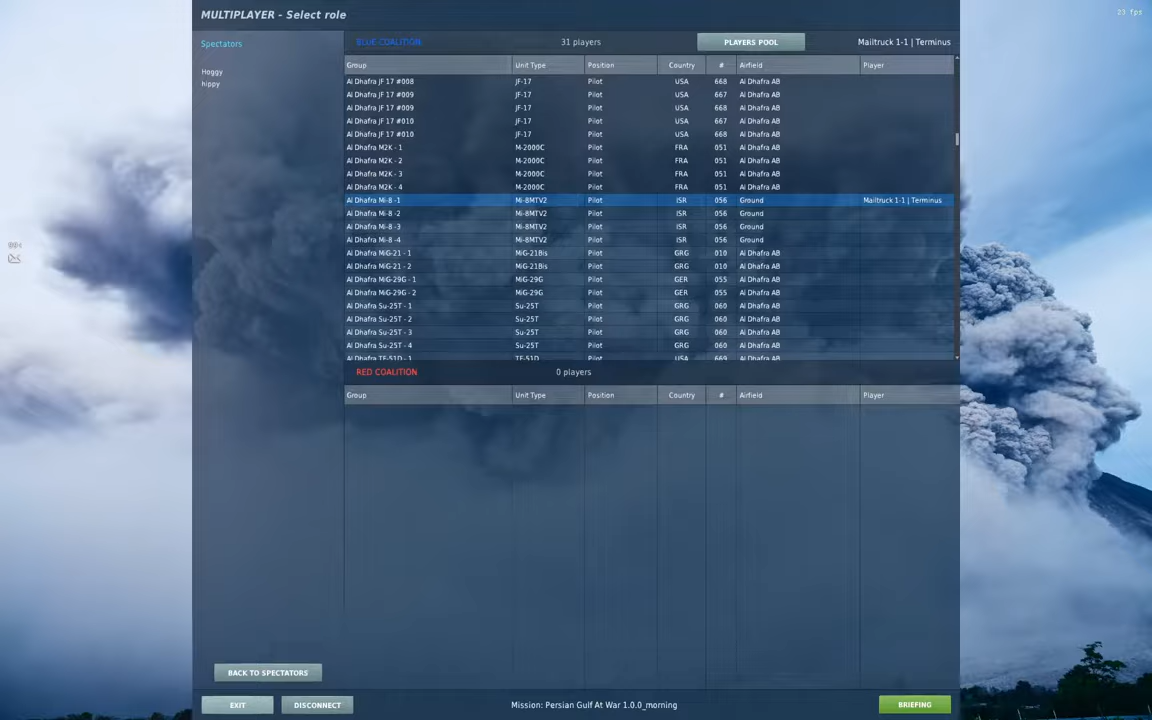 MULTIPLAYER - Select role
23 fps
Spectators
BLUE COALITION 31 players PLAYERS POOL Mailtruck 1-1 | Terminus
Hoggy
hippy
Group Unit Type Position Country # Airfield Player
Al Dhafra JF 17 #008 JF-17 Pilot USA 668 Al Dhafra AB
Al Dhafra JF 17 #009 JF-17 Pilot USA 667 Al Dhafra AB
Al Dhafra JF 17 #009 JF-17 Pilot USA 668 Al Dhafra AB
Al Dhafra JF 17 #010 JF-17 Pilot USA 667 Al Dhafra AB
Al Dhafra JF 17 #010 JF-17 Pilot USA 668 Al Dhafra AB
Al Dhafra M2K - 1 M-2000C Pilot FRA 051 Al Dhafra AB
Al Dhafra M2K - 2 M-2000C Pilot FRA 051 Al Dhafra AB
Al Dhafra M2K - 3 M-2000C Pilot FRA 051 Al Dhafra AB
Al Dhafra M2K - 4 M-2000C Pilot FRA 051 Al Dhafra AB
Al Dhafra Mi-8 -1 Mi-8MTV2 Pilot ISR 056 Ground Mailtruck 1-1 | Terminus
Al Dhafra Mi-8 -2 Mi-8MTV2 Pilot ISR 056 Ground
Al Dhafra Mi-8 -3 Mi-8MTV2 Pilot ISR 056 Ground
Al Dhafra Mi-8 -4 Mi-8MTV2 Pilot ISR 056 Ground
Al Dhafra MiG-21 - 1 MiG-21Bis Pilot GRG 010 Al Dhafra AB
Al Dhafra MiG-21 - 2 MiG-21Bis Pilot GRG 010 Al Dhafra AB
Al Dhafra MiG-29G - 1 MiG-29G Pilot GER 055 Al Dhafra AB
Al Dhafra MiG-29G - 2 MiG-29G Pilot GER 055 Al Dhafra AB
Al Dhafra Su-25T - 1 Su-25T Pilot GRG 060 Al Dhafra AB
Al Dhafra Su-25T - 2 Su-25T Pilot GRG 060 Al Dhafra AB
Al Dhafra Su-25T - 3 Su-25T Pilot GRG 060 Al Dhafra AB
Al Dhafra Su-25T - 4 Su-25T Pilot GRG 060 Al Dhafra AB
Al Dhafra TF-51D - 1 TF-51D Pilot USA 669 Al Dhafra AB
RED COALITION 0 players
Group Unit Type Position Country # Airfield Player
BACK TO SPECTATORS
EXIT DISCONNECT Mission: Persian Gulf At War 1.0.0_morning BRIEFING